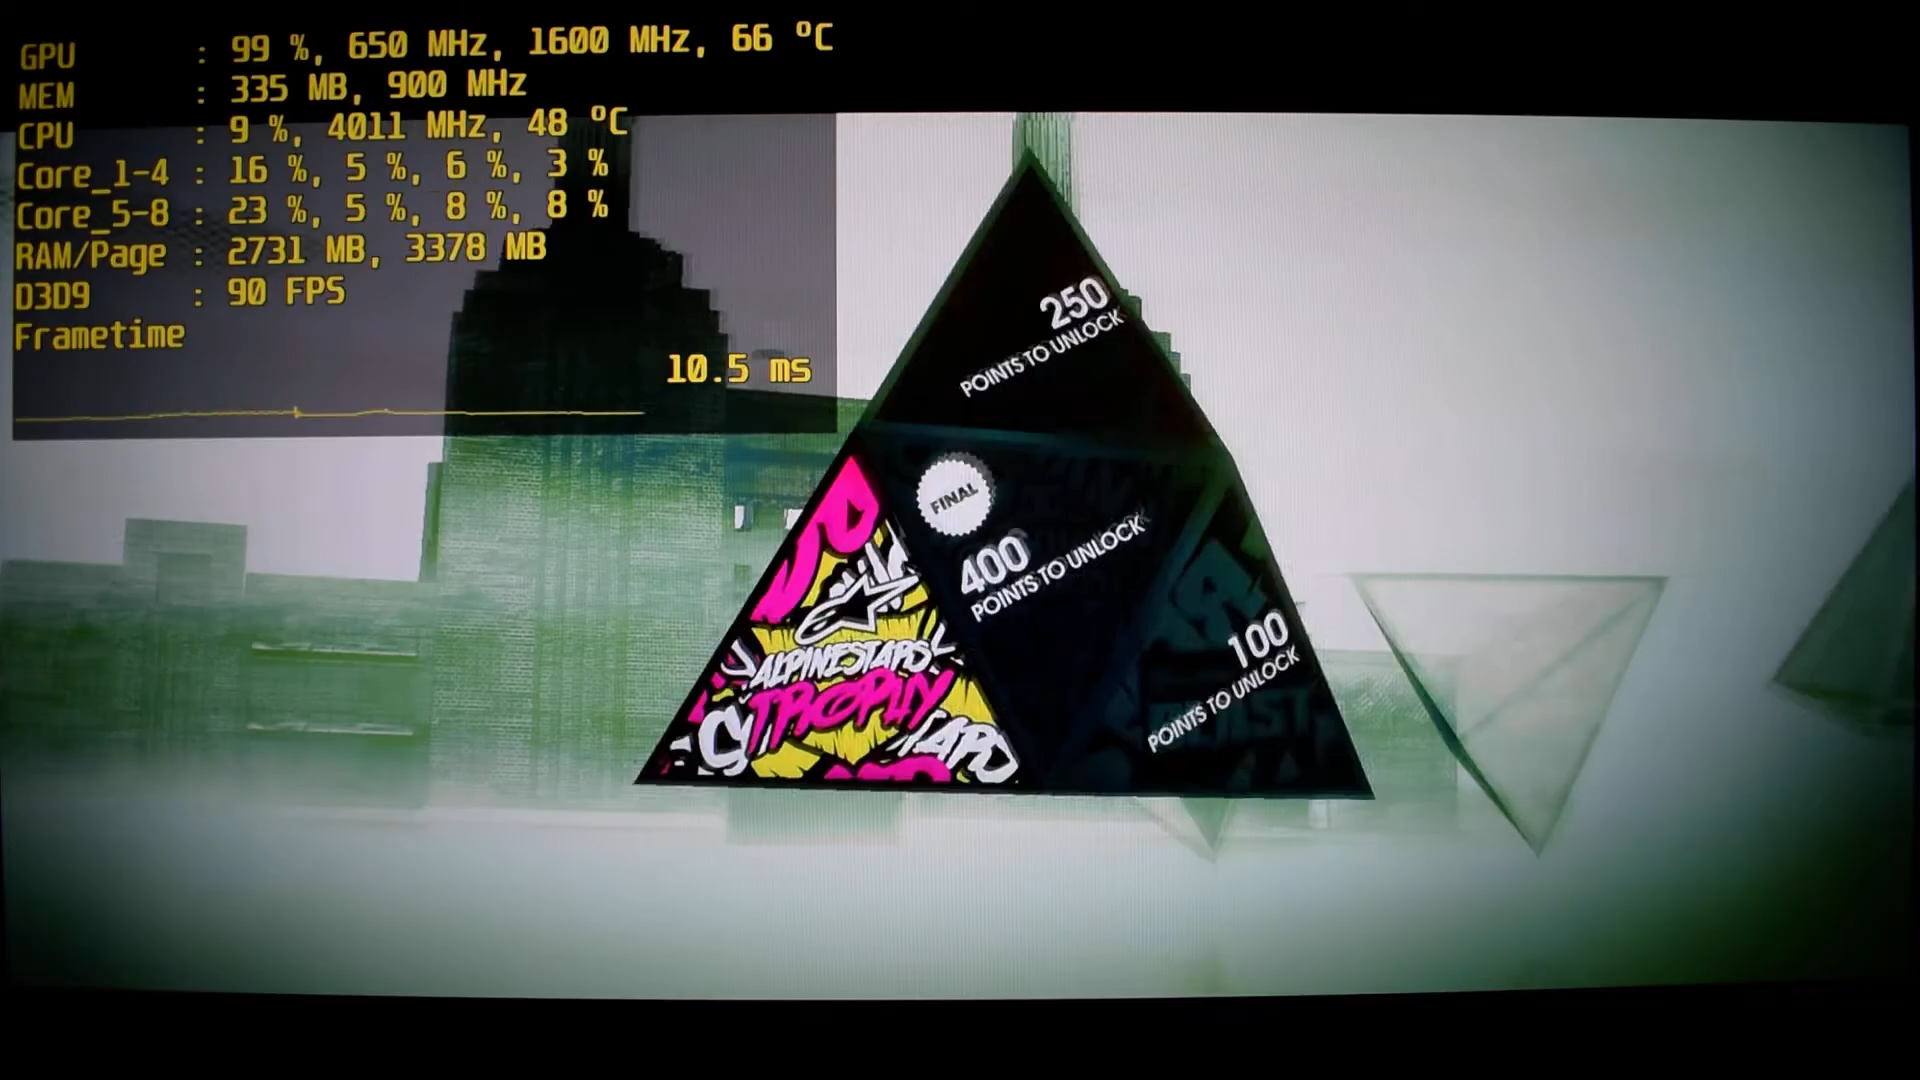 GPU : 99 %, 650 MHz, 1600 MHz, 66 ºC
MEM : 335 MB, 900 MHz
CPU : 9 %, 4011 MHz, 48 ºC
Core_1-4 : 16 %, 5 %, 6 %, 3 %
Core_5-8 : 23 %, 5 %, 8 %, 8 %
RAM/Page : 2731 MB, 3378 MB
D3D9 : 90 FPS
Frametime
10.5 ms
250
POINTS TO UNLOCK
FINAL
400
POINTS TO UNLOCK
100
POINTS TO UNLOCK
ALPINESTARS
TROPHY